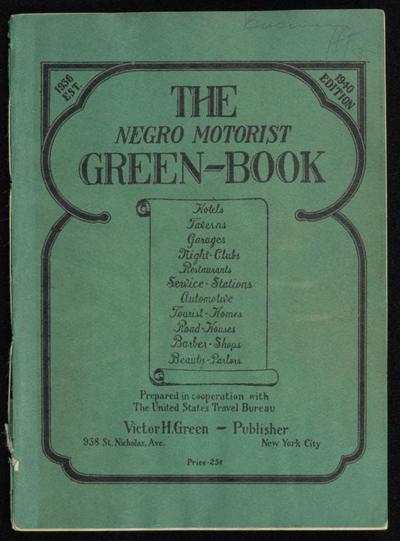 Business
1936
EST.
1940
EDITION
THE
NEGRO MOTORIST
GREEN-BOOK
Hotels
Taverns
Garages
Night-Clubs
Restaurants
Service-Stations
Automotive
Tourist-Homes
Road-Houses
Barber-Shops
Beauty-Parlors
Prepared in cooperation with
The United States Travel Bureau
Victor H. Green - Publisher
938 St. Nicholas, Ave. New York City
Price-25¢